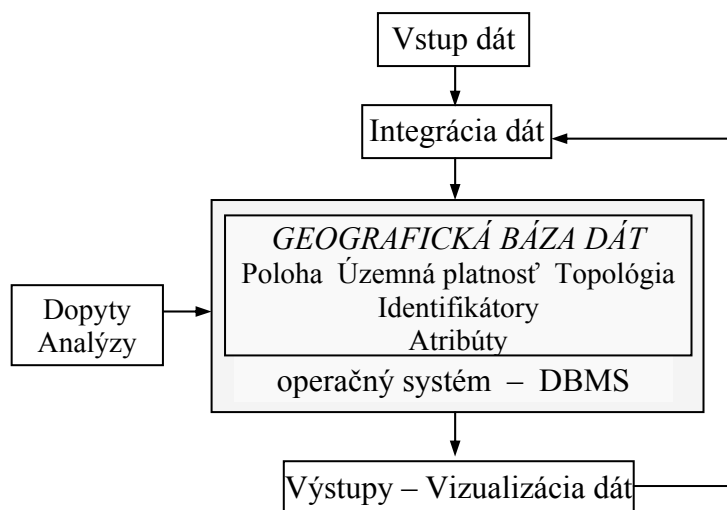 Vstup dát
Integrácia dát
GEOGRAFICKÁ BÁZA DÁT
Poloha Územná platnosť Topológia
Identifikátory
Atribúty
operačný systém – DBMS
Dopyty
Analýzy
Výstupy – Vizualizácia dát